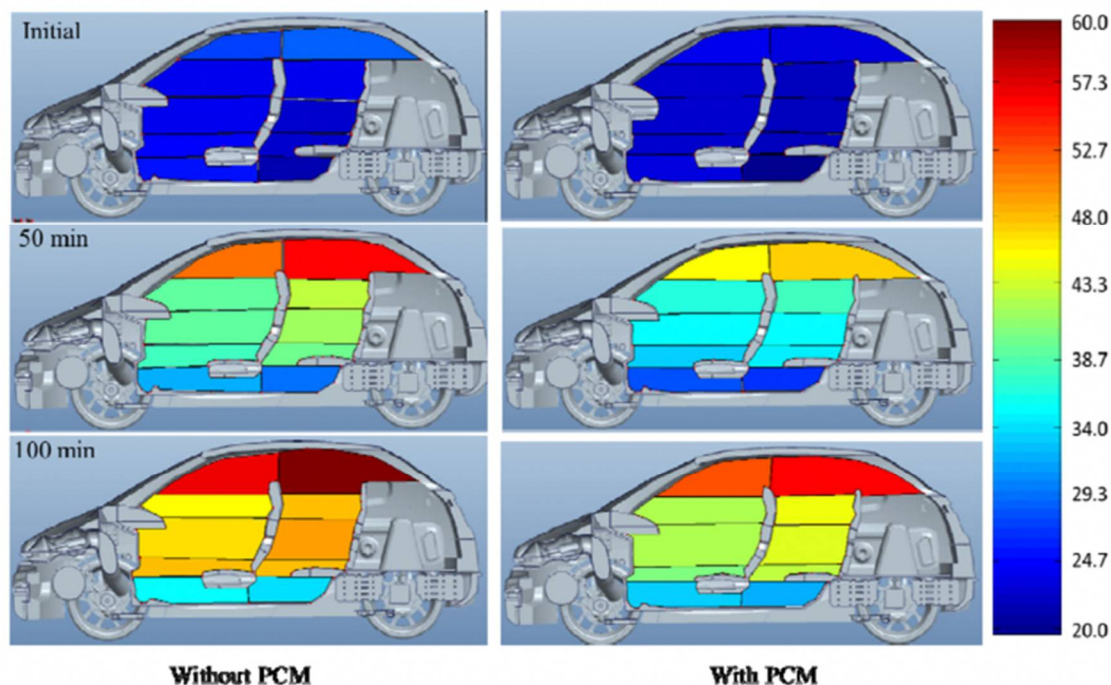 Initial
50 min
100 min
60.0
57.3
52.7
48.0
43.3
38.7
34.0
29.3
24.7
20.0
Without PCM
With PCM